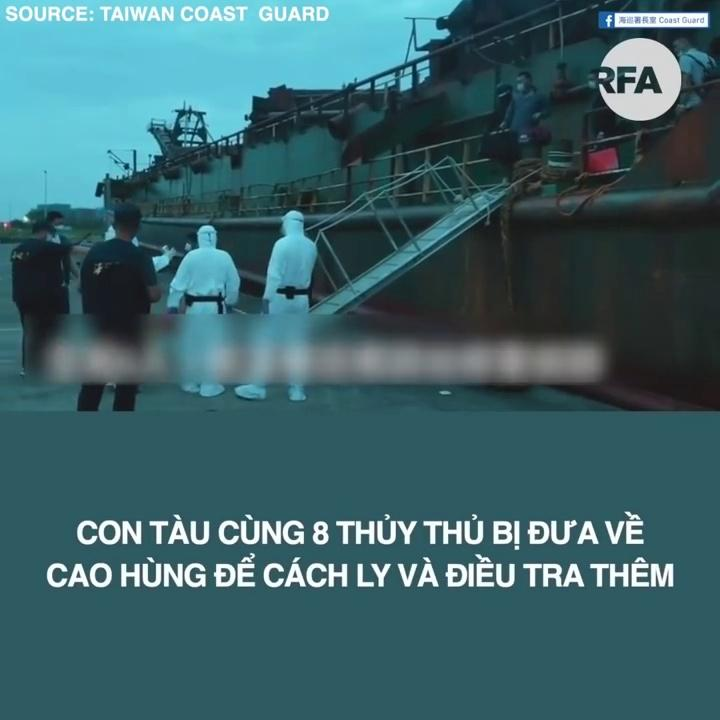 SOURCE: TAIWAN COAST GUARD
海巡署長室 Coast Guard
RFA
CON TÀU CÙNG 8 THỦY THỦ BỊ ĐƯA VỀ
CAO HÙNG ĐỂ CÁCH LY VÀ ĐIỀU TRA THÊM